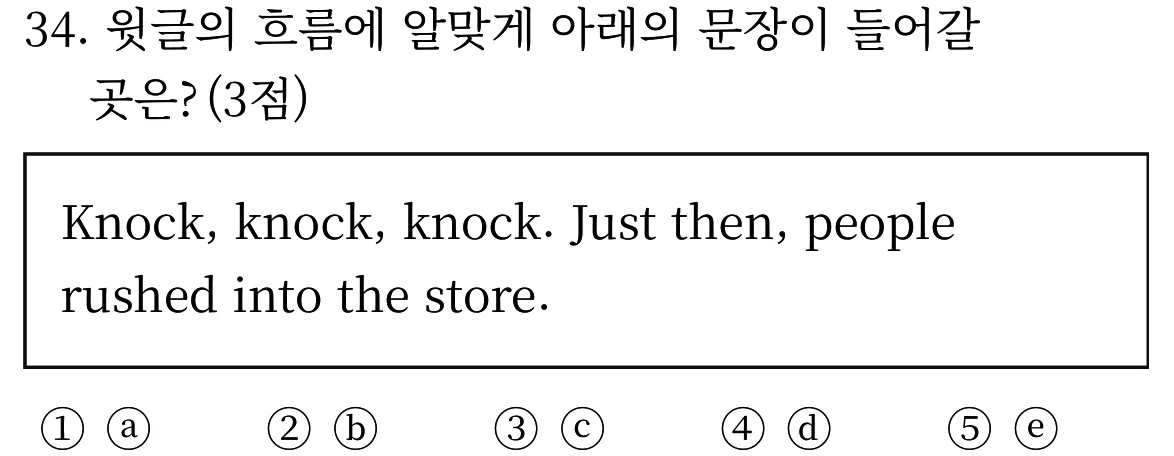 34. 윗글의 흐름에 알맞게 아래의 문장이 들어갈
곳은? (3점)
Knock, knock, knock. Just then, people
rushed into the store.
① ⓐ ② ⓑ ③ ⓒ ④ ⓓ ⑤ ⓔ